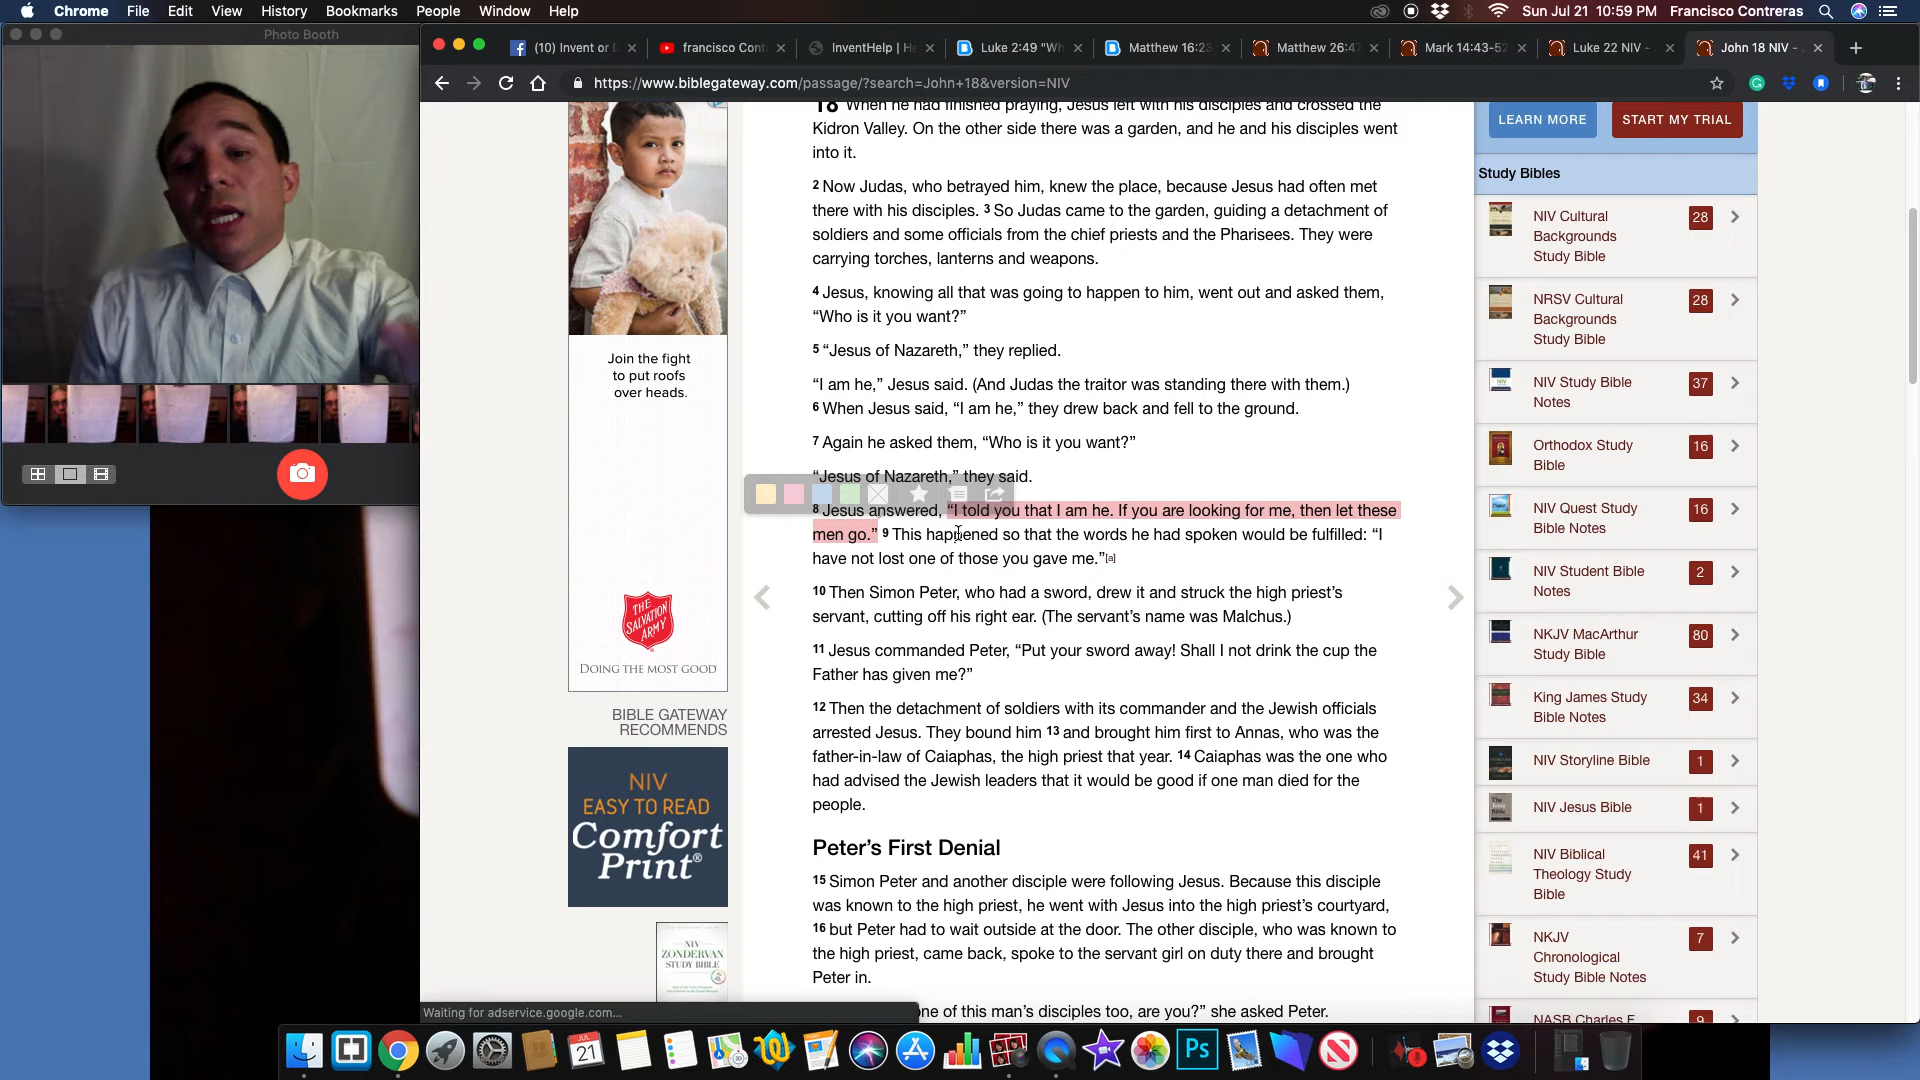 Chrome File Edit View History Bookmarks People Window Help
Sun Jul 21 10:59 PM Francisco Contreras
Photo Booth
(10) Invent or
francisco Cont
InventHelp | He
Luke 2:49 "Wh
Matthew 16:23
Matthew 26:47
Mark 14:43-52
Luke 22 NIV -
John 18 NIV -
https://www.biblegateway.com/passage/?search=John+18&version=NIV
18 When he had finished praying, Jesus left with his disciples and crossed the
Kidron Valley. On the other side there was a garden, and he and his disciples went
into it.
2 Now Judas, who betrayed him, knew the place, because Jesus had often met
there with his disciples. 3 So Judas came to the garden, guiding a detachment of
soldiers and some officials from the chief priests and the Pharisees. They were
carrying torches, lanterns and weapons.
4 Jesus, knowing all that was going to happen to him, went out and asked them,
“Who is it you want?”
5 “Jesus of Nazareth,” they replied.
“I am he,” Jesus said. (And Judas the traitor was standing there with them.)
6 When Jesus said, “I am he,” they drew back and fell to the ground.
7 Again he asked them, “Who is it you want?”
“Jesus of Nazareth,” they said.
8 Jesus answered, “I told you that I am he. If you are looking for me, then let these
men go.” 9 This happened so that the words he had spoken would be fulfilled: “I
have not lost one of those you gave me.”[a]
10 Then Simon Peter, who had a sword, drew it and struck the high priest’s
servant, cutting off his right ear. (The servant’s name was Malchus.)
11 Jesus commanded Peter, “Put your sword away! Shall I not drink the cup the
Father has given me?”
12 Then the detachment of soldiers with its commander and the Jewish officials
arrested Jesus. They bound him 13 and brought him first to Annas, who was the
father-in-law of Caiaphas, the high priest that year. 14 Caiaphas was the one who
had advised the Jewish leaders that it would be good if one man died for the
people.
Peter’s First Denial
15 Simon Peter and another disciple were following Jesus. Because this disciple
was known to the high priest, he went with Jesus into the high priest’s courtyard,
16 but Peter had to wait outside at the door. The other disciple, who was known to
the high priest, came back, spoke to the servant girl on duty there and brought
Peter in.
one of this man’s disciples too, are you?” she asked Peter.
Join the fight
to put roofs
over heads.
THE
SALVATION
ARMY
DOING THE MOST GOOD
BIBLE GATEWAY
RECOMMENDS
NIV
EASY TO READ
Comfort
Print®
NIV
ZONDERVAN
STUDY BIBLE
Waiting for adservice.google.com...
LEARN MORE
START MY TRIAL
Study Bibles
NIV Cultural
Backgrounds
Study Bible
28
NRSV Cultural
Backgrounds
Study Bible
28
NIV Study Bible
Notes
37
Orthodox Study
Bible
16
NIV Quest Study
Bible Notes
16
NIV Student Bible
Notes
2
NKJV MacArthur
Study Bible
80
King James Study
Bible Notes
34
NIV Storyline Bible
1
NIV Jesus Bible
1
NIV Biblical
Theology Study
Bible
41
NKJV
Chronological
Study Bible Notes
7
NASB Charles F.
9
JUL
21
Ps